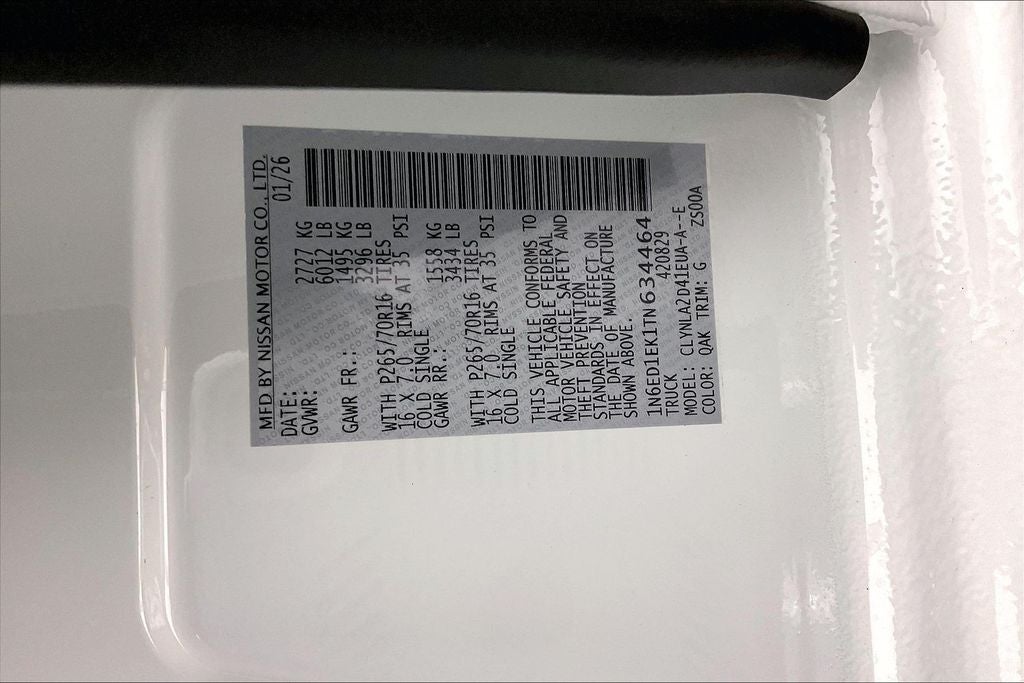 MFD BY NISSAN MOTOR CO., LTD.
DATE: 01/26
GVWR: 2727 KG
6012 LB
GAWR FR.: 1495 KG
3296 LB
WITH P265/70R16 TIRES
16 X 7.0 RIMS AT 35 PSI
COLD SINGLE
GAWR RR.: 1558 KG
3434 LB
WITH P265/70R16 TIRES
16 X 7.0 RIMS AT 35 PSI
COLD SINGLE
THIS VEHICLE CONFORMS TO
ALL APPLICABLE FEDERAL
MOTOR VEHICLE SAFETY AND
THEFT PREVENTION
STANDARDS IN EFFECT ON
THE DATE OF MANUFACTURE
SHOWN ABOVE.
1N6ED1EK1TN634464
TRUCK 420829
MODEL: CLYNLA2D41EUA-A--E
COLOR: QAK TRIM: G ZS00A